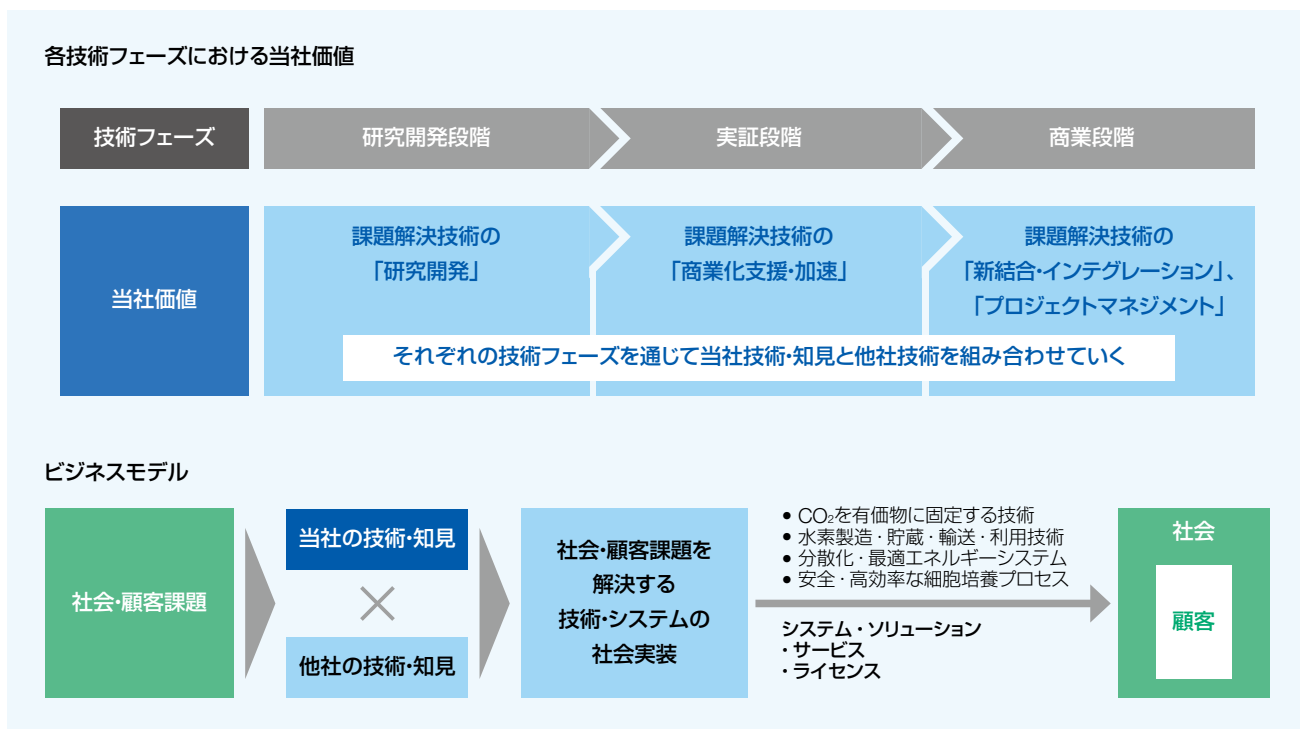 各技術フェーズにおける当社価値
技術フェーズ
研究開発段階
実証段階
商業段階
当社価値
課題解決技術の
「研究開発」
課題解決技術の
「商業化支援・加速」
課題解決技術の
「新結合・インテグレーション」、
「プロジェクトマネジメント」
それぞれの技術フェーズを通じて当社技術・知見と他社技術を組み合わせていく
ビジネスモデル
社会・顧客課題
当社の技術・知見
×
他社の技術・知見
社会・顧客課題を
解決する
技術・システムの
社会実装
• CO₂を有価物に固定する技術
• 水素製造・貯蔵・輸送・利用技術
• 分散化・最適エネルギーシステム
• 安全・高効率な細胞培養プロセス
システム・ソリューション
・サービス
・ライセンス
社会
顧客